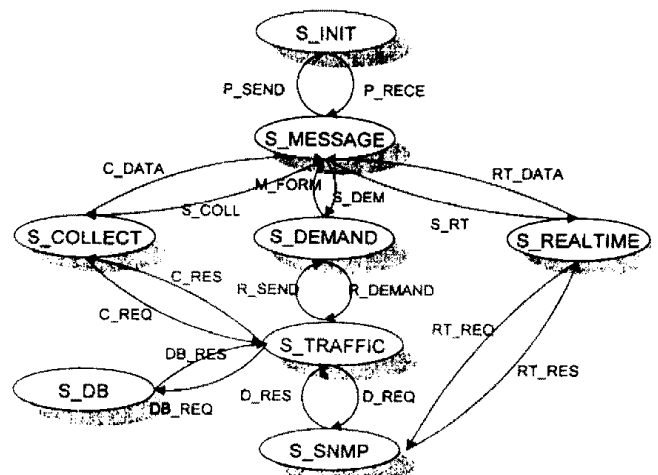 S_INIT
P_SEND
P_RECE
S_MESSAGE
C_DATA
M_FORM
RT_DATA
S_COLL
S_DEM
S_RT
S_COLLECT
S_DEMAND
S_REALTIME
C_RES
R_SEND
R_DEMAND
C_REQ
RT_REQ
DB_RES
S_TRAFFIC
RT_RES
S_DB
DB_REQ
D_RES
D_REQ
S_SNMP